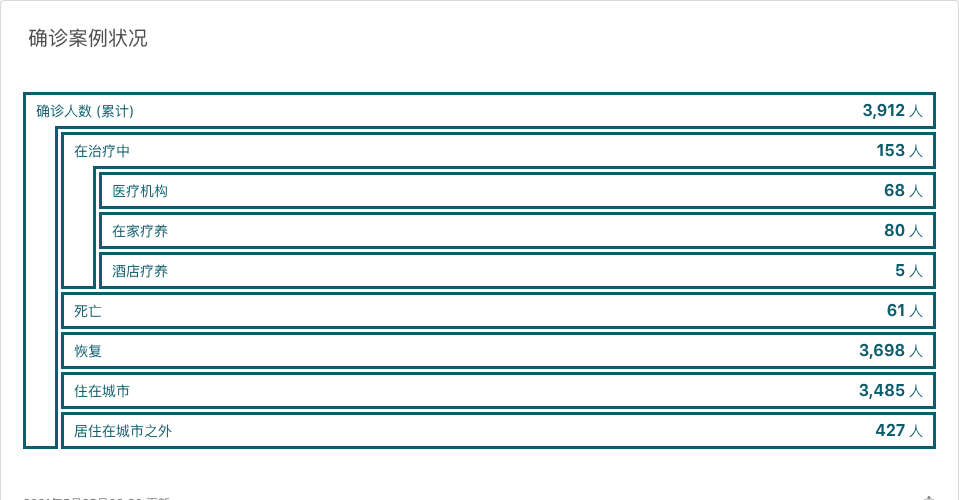 确诊案例状况
确诊人数 (累计) 3,912 人
在治疗中 153 人
医疗机构 68 人
在家疗养 80 人
酒店疗养 5 人
死亡 61 人
恢复 3,698 人
住在城市 3,485 人
居住在城市之外 427 人